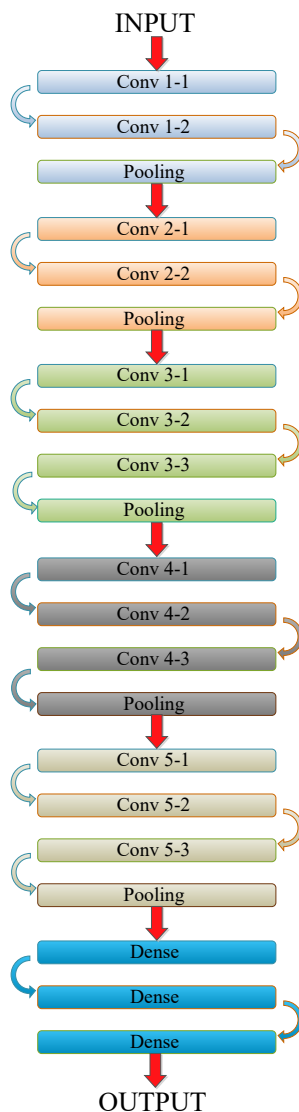 INPUT
Conv 1-1
Conv 1-2
Pooling
Conv 2-1
Conv 2-2
Pooling
Conv 3-1
Conv 3-2
Conv 3-3
Pooling
Conv 4-1
Conv 4-2
Conv 4-3
Pooling
Conv 5-1
Conv 5-2
Conv 5-3
Pooling
Dense
Dense
Dense
OUTPUT